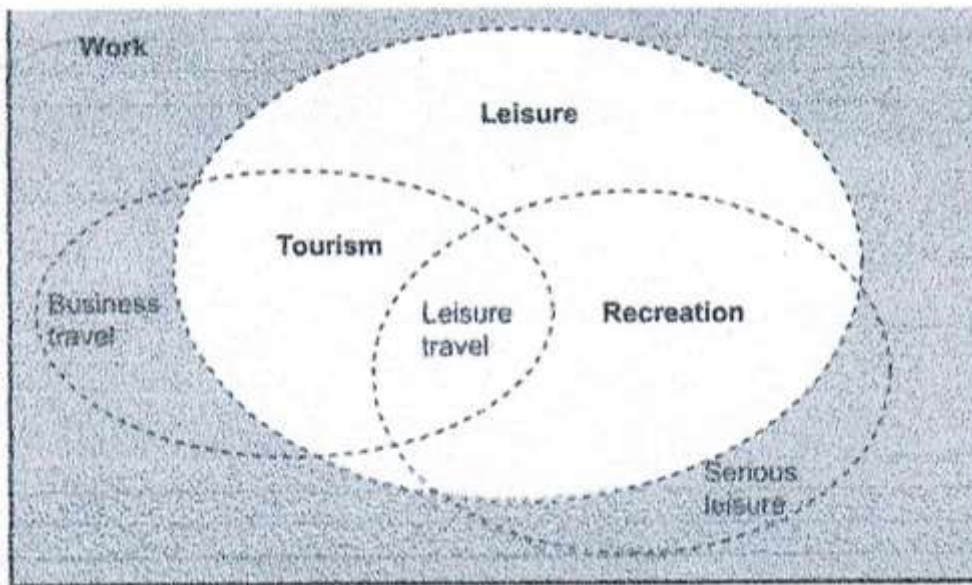 Work
Leisure
Tourism
Business
travel
Leisure
travel
Recreation
Serious
leisure